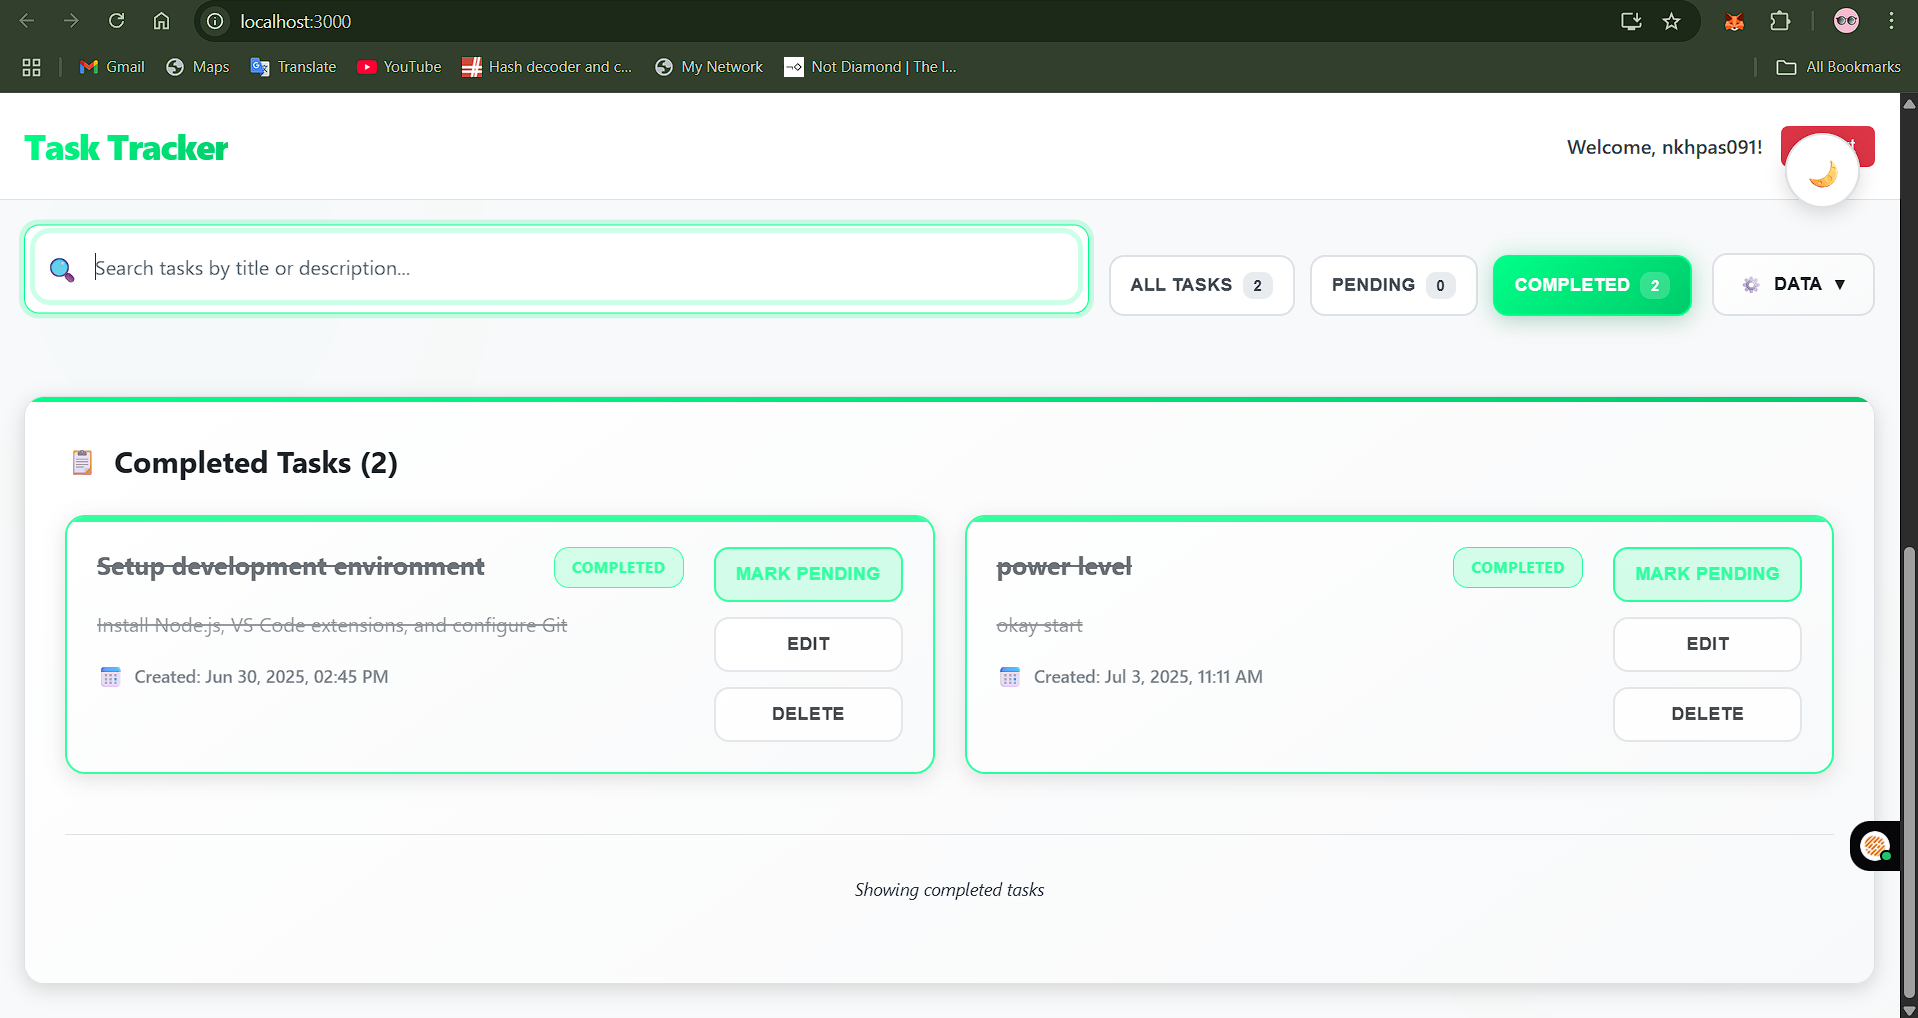 localhost:3000
Gmail Maps Translate YouTube Hash decoder and c... My Network Not Diamond | The I... All Bookmarks
Task Tracker
Welcome, nkhpas091!
Search tasks by title or description...
ALL TASKS 2 PENDING 0 COMPLETED 2 DATA ▼
Completed Tasks (2)
Setup development environment
COMPLETED
MARK PENDING
Install Node.js, VS Code extensions, and configure Git
EDIT
Created: Jun 30, 2025, 02:45 PM
DELETE
power level
COMPLETED
MARK PENDING
okay start
EDIT
Created: Jul 3, 2025, 11:11 AM
DELETE
Showing completed tasks